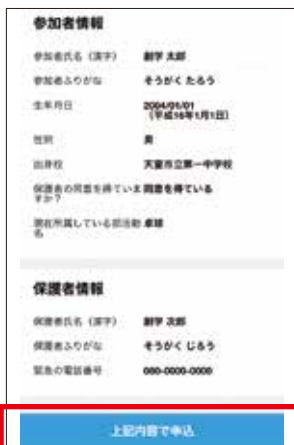 参加者情報
参加者氏名（漢字） 創学 太郎
参加者ふりがな そうがく たろう
生年月日 2004/01/01
（平成16年1月1日）
性別 男
出身校 天童市立第一中学校
保護者の同意を得ていま 同意を得ている
すか？
現在所属している部活動 卓球
名
保護者情報
保護者氏名（漢字） 創学 次郎
保護者ふりがな そうがく じろう
緊急の電話番号 000-0000-0000
上記内容で申込